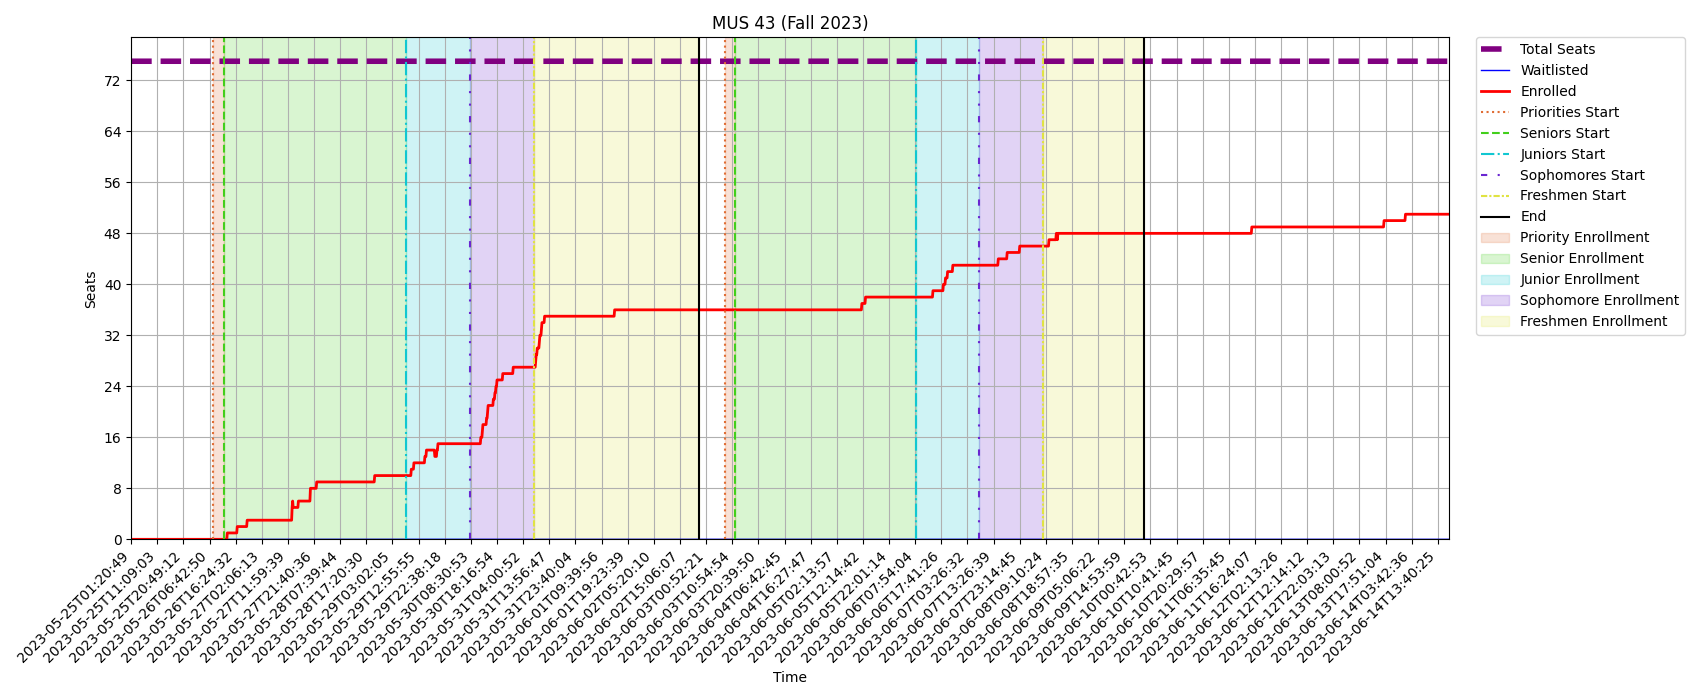 MUS 43 (Fall 2023)
Seats
72
64
56
48
40
32
24
16
8
0
2023-05-25T01:20:49
2023-05-25T11:09:03
2023-05-25T20:49:12
2023-05-26T06:42:50
2023-05-26T16:24:32
2023-05-27T02:06:13
2023-05-27T11:59:39
2023-05-27T21:40:36
2023-05-28T07:39:44
2023-05-28T17:20:30
2023-05-29T03:02:05
2023-05-29T12:55:55
2023-05-29T22:38:18
2023-05-30T08:30:53
2023-05-30T18:16:54
2023-05-31T04:00:52
2023-05-31T13:56:47
2023-05-31T23:40:04
2023-06-01T09:39:56
2023-06-01T19:23:39
2023-06-02T05:20:10
2023-06-02T15:06:07
2023-06-03T00:52:21
2023-06-03T10:54:54
2023-06-03T20:39:50
2023-06-04T06:42:45
2023-06-04T16:27:47
2023-06-05T02:13:57
2023-06-05T12:14:42
2023-06-05T22:01:14
2023-06-06T07:54:04
2023-06-06T17:41:26
2023-06-07T03:26:32
2023-06-07T13:26:39
2023-06-07T23:14:45
2023-06-08T09:10:24
2023-06-08T18:57:35
2023-06-09T05:06:22
2023-06-09T14:53:59
2023-06-10T00:42:53
2023-06-10T10:41:45
2023-06-10T20:29:57
2023-06-11T06:35:45
2023-06-11T16:24:07
2023-06-12T02:13:26
2023-06-12T12:14:12
2023-06-12T22:03:13
2023-06-13T08:00:52
2023-06-13T17:51:04
2023-06-14T03:42:36
2023-06-14T13:40:25
Time
Total Seats
Waitlisted
Enrolled
Priorities Start
Seniors Start
Juniors Start
Sophomores Start
Freshmen Start
End
Priority Enrollment
Senior Enrollment
Junior Enrollment
Sophomore Enrollment
Freshmen Enrollment